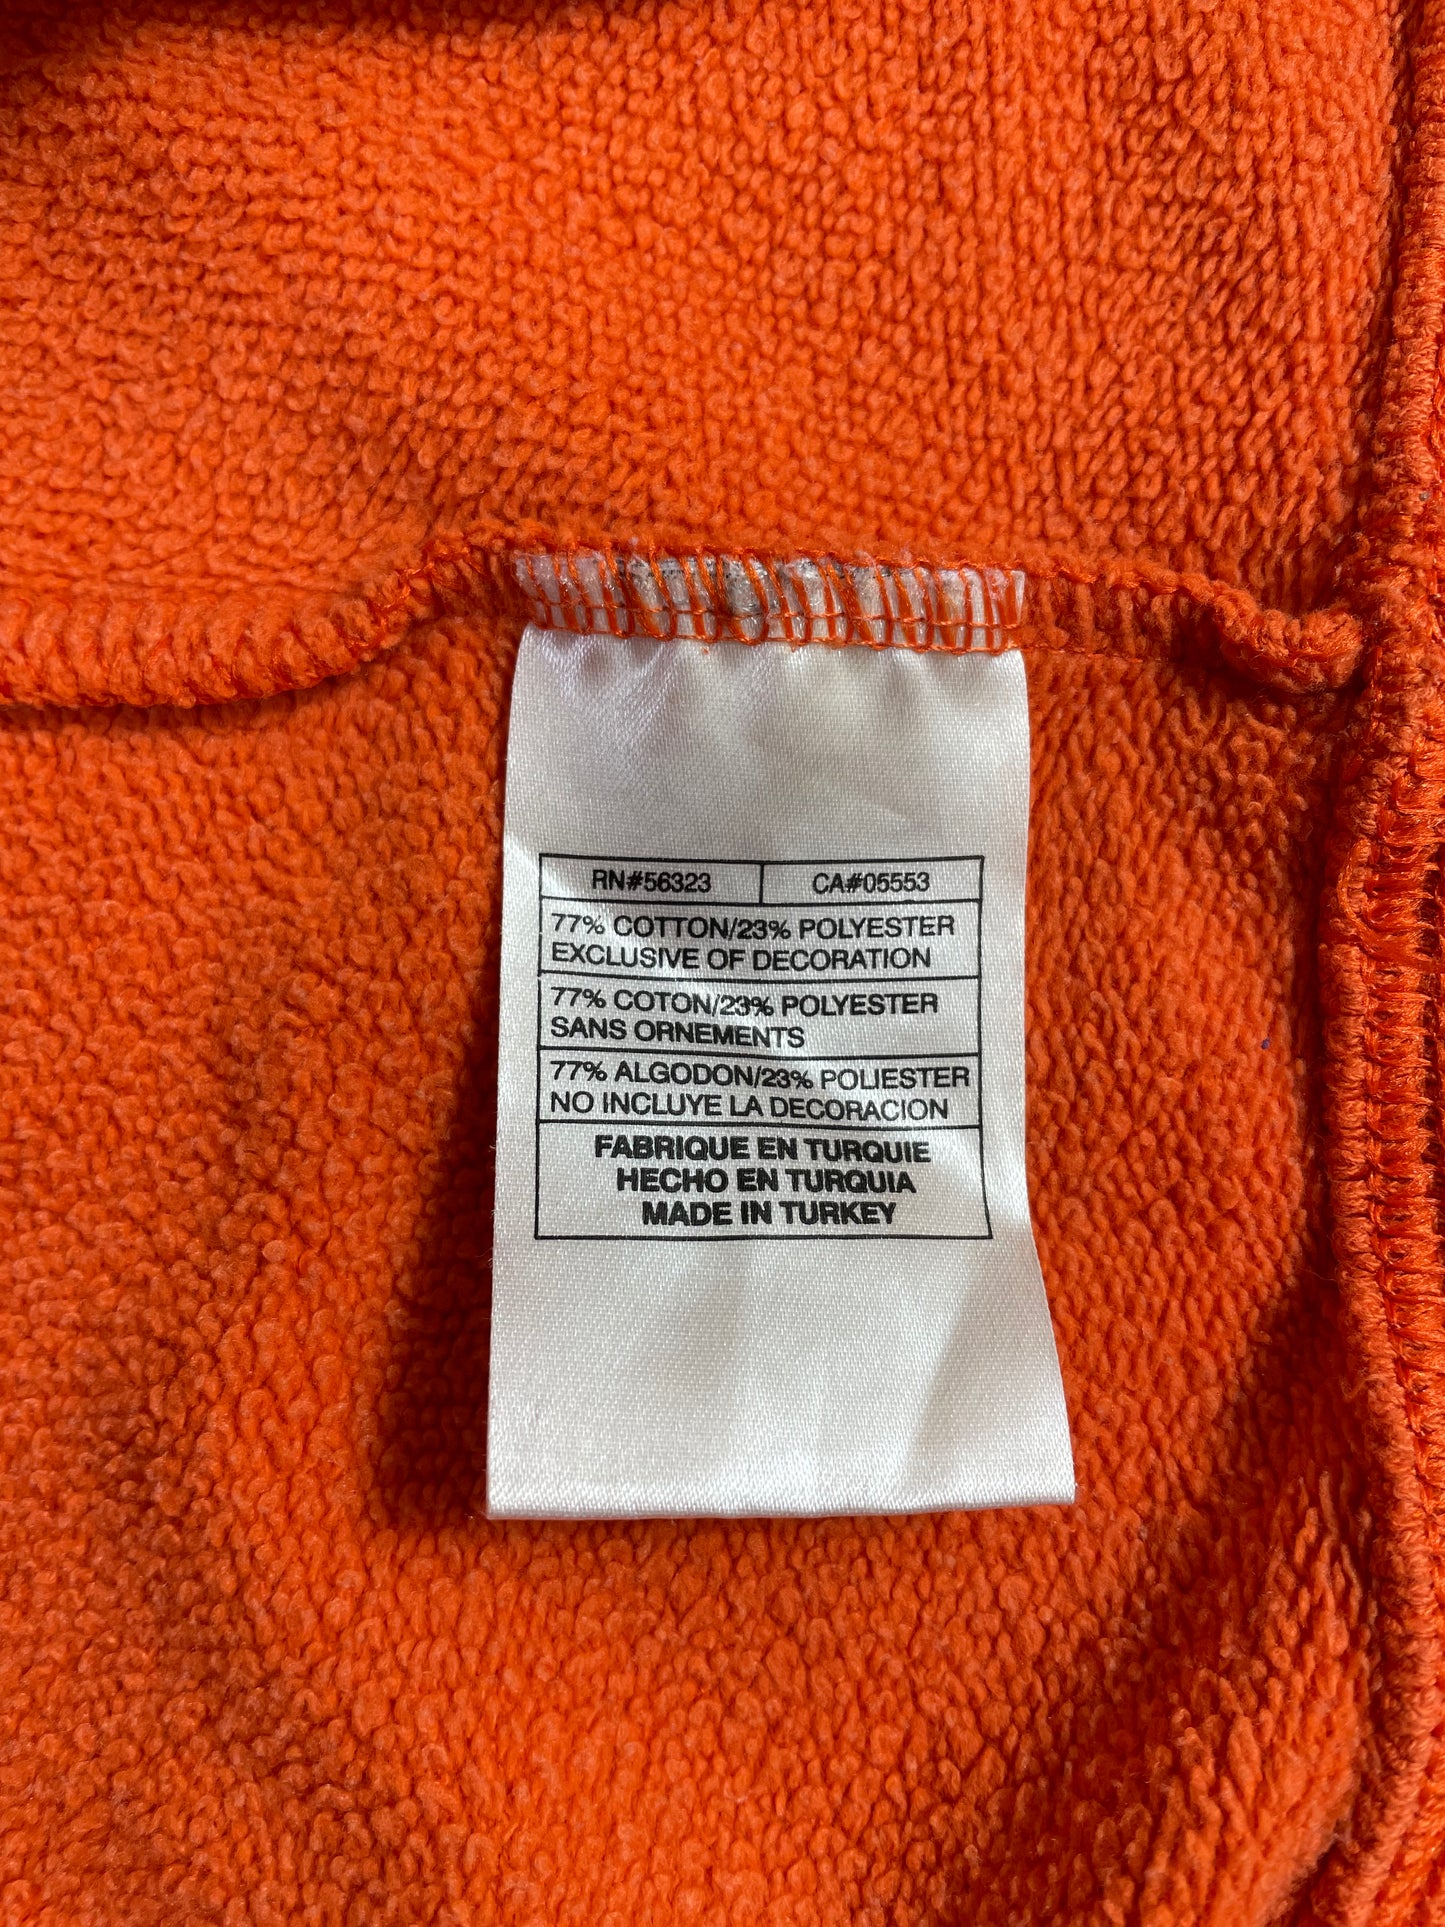 RN#56323 CA#05553
77% COTTON/23% POLYESTER
EXCLUSIVE OF DECORATION
77% COTON/23% POLYESTER
SANS ORNEMENTS
77% ALGODON/23% POLIESTER
NO INCLUYE LA DECORACION
FABRIQUE EN TURQUIE
HECHO EN TURQUIA
MADE IN TURKEY